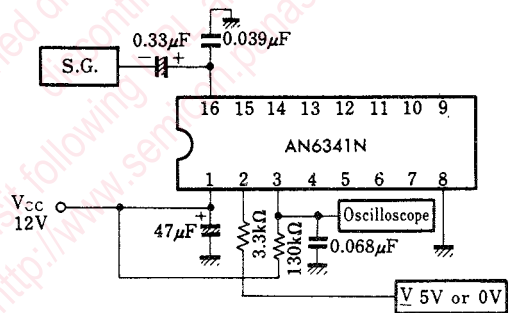 0.33μF
0.039μF
− +
S.G.
16 15 14 13 12 11 10 9
AN6341N
1 2 3 4 5 6 7 8
VCC
12V
+
47μF
3.3kΩ
130kΩ
0.068μF
Oscilloscope
V 5V or 0V